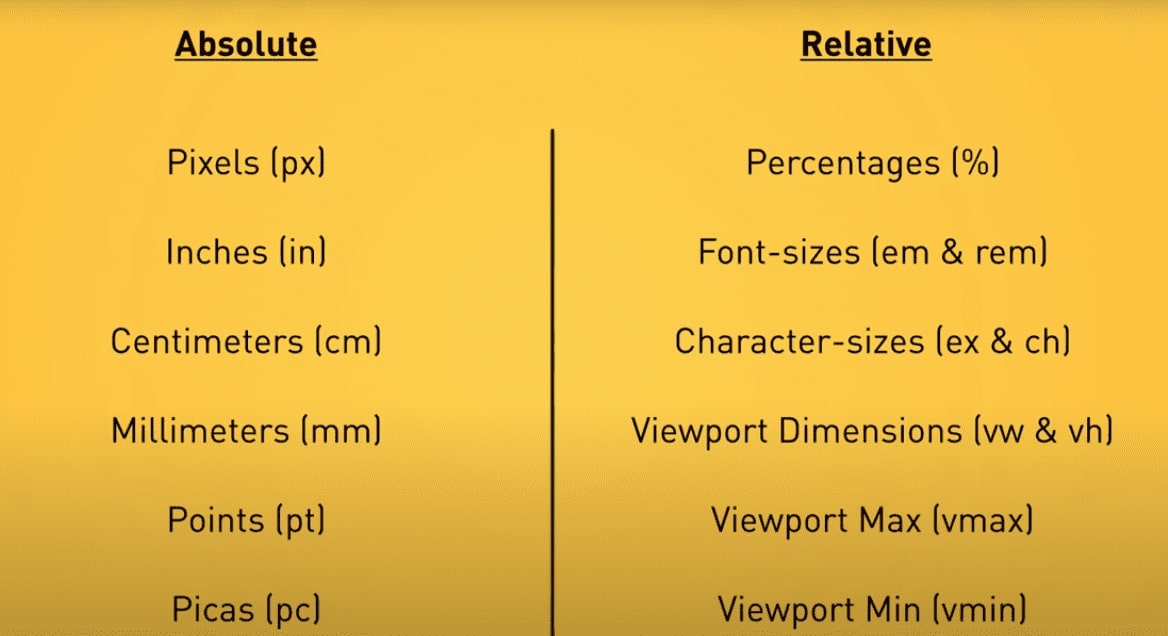 Absolute
Relative
Pixels (px)
Percentages (%)
Inches (in)
Font-sizes (em & rem)
Centimeters (cm)
Character-sizes (ex & ch)
Millimeters (mm)
Viewport Dimensions (vw & vh)
Points (pt)
Viewport Max (vmax)
Picas (pc)
Viewport Min (vmin)